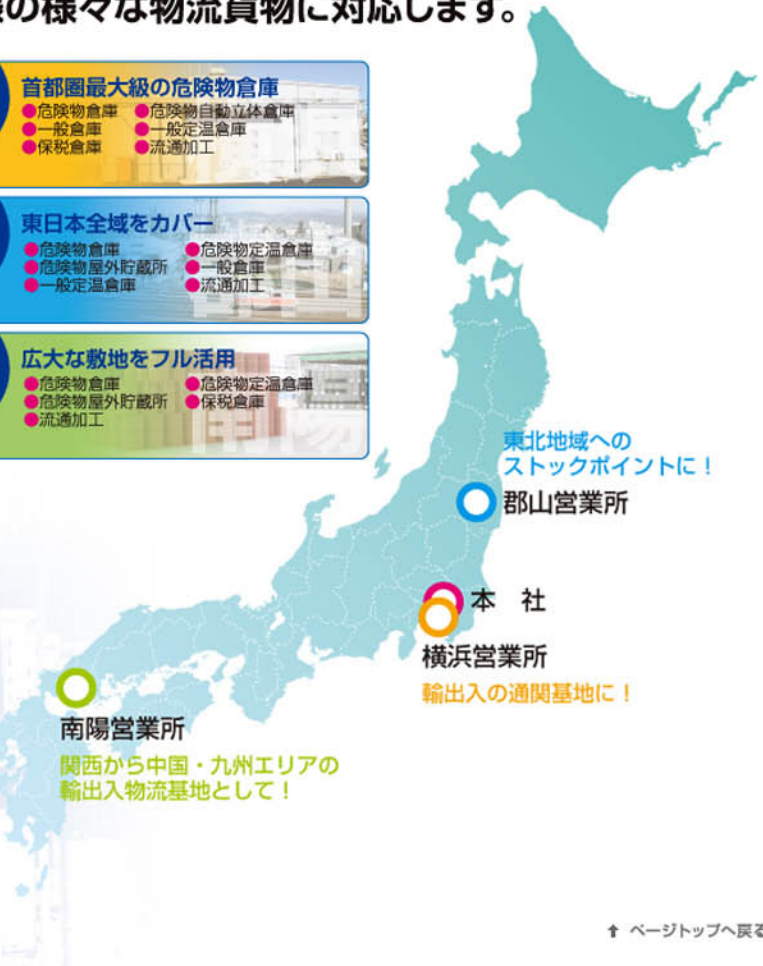 の様々な物流貨物に対応します。
首都圏最大級の危険物倉庫
●危険物倉庫 ●危険物自動立体倉庫
●一般倉庫 ●一般定温倉庫
●保税倉庫 ●流通加工
東日本全域をカバー
●危険物倉庫 ●危険物定温倉庫
●危険物屋外貯蔵所 ●一般倉庫
●一般定温倉庫 ●流通加工
広大な敷地をフル活用
●危険物倉庫 ●危険物定温倉庫
●危険物屋外貯蔵所 ●保税倉庫
●流通加工
東北地域への
ストックポイントに！
郡山営業所
本 社
横浜営業所
輸出入の通関基地に！
南陽営業所
関西から中国・九州エリアの
輸出入物流基地として！
⬆ ページトップへ戻る